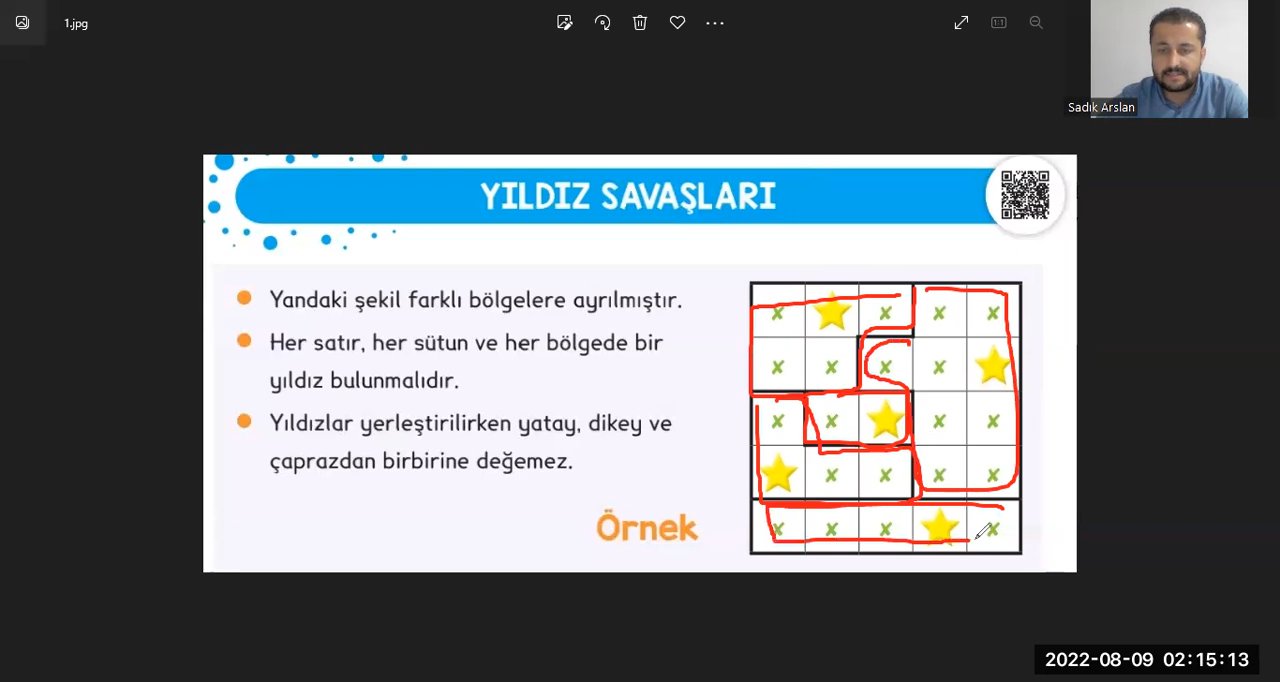 1.jpg
Sadık Arslan
YILDIZ SAVAŞLARI
Yandaki şekil farklı bölgelere ayrılmıştır.
Her satır, her sütun ve her bölgede bir
yıldız bulunmalıdır.
Yıldızlar yerleştirilirken yatay, dikey ve
çaprazdan birbirine değemez.
Örnek
2022-08-09 02:15:13